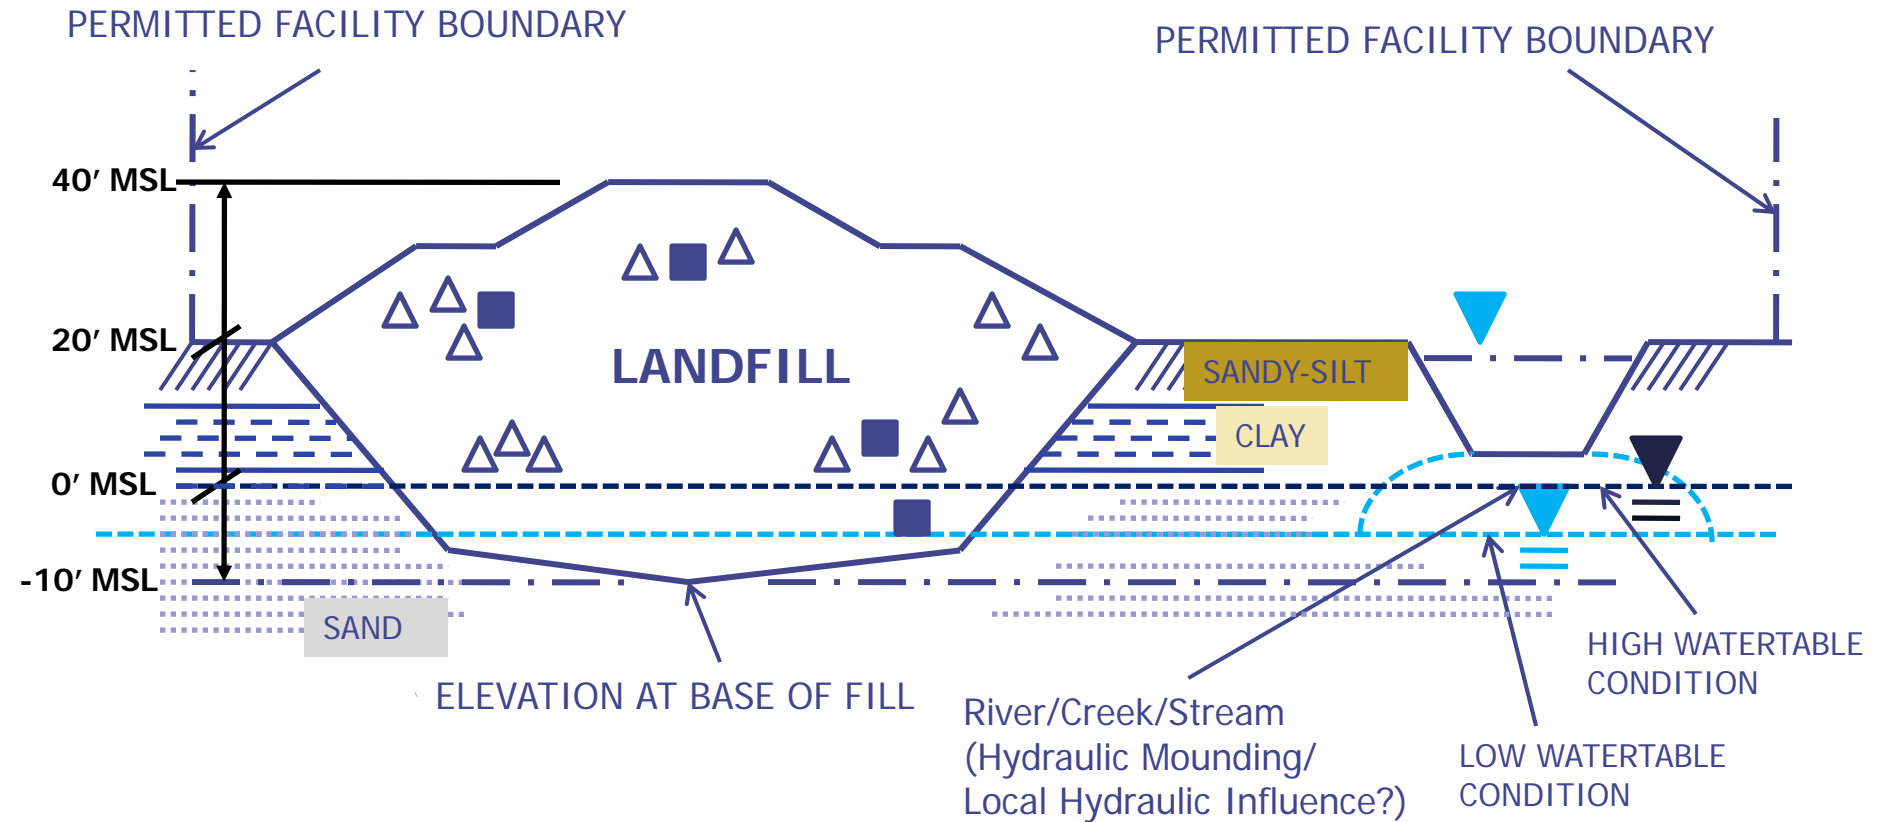 PERMITTED FACILITY BOUNDARY
PERMITTED FACILITY BOUNDARY
40’ MSL
20’ MSL
LANDFILL
SANDY-SILT
CLAY
0’ MSL
-10’ MSL
SAND
ELEVATION AT BASE OF FILL
River/Creek/Stream
(Hydraulic Mounding/
Local Hydraulic Influence?)
HIGH WATERTABLE
CONDITION
LOW WATERTABLE
CONDITION